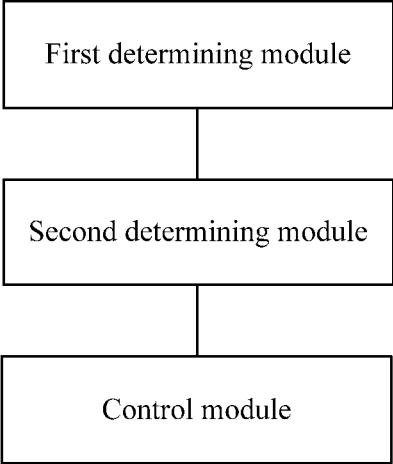 First determining module
Second determining module
Control module